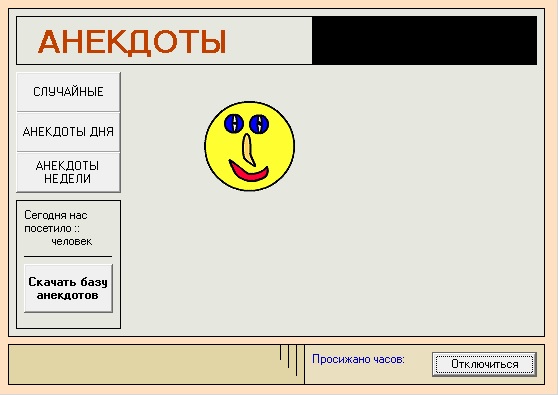 АНЕКДОТЫ
СЛУЧАЙНЫЕ
АНЕКДОТЫ ДНЯ
АНЕКДОТЫ
НЕДЕЛИ
Сегодня нас
посетило ::
человек
Скачать базу
анекдотов
Просижано часов:
Отключиться